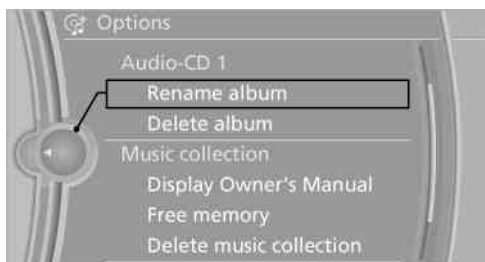 Options
Audio-CD 1
Rename album
Delete album
Music collection
Display Owner's Manual
Free memory
Delete music collection